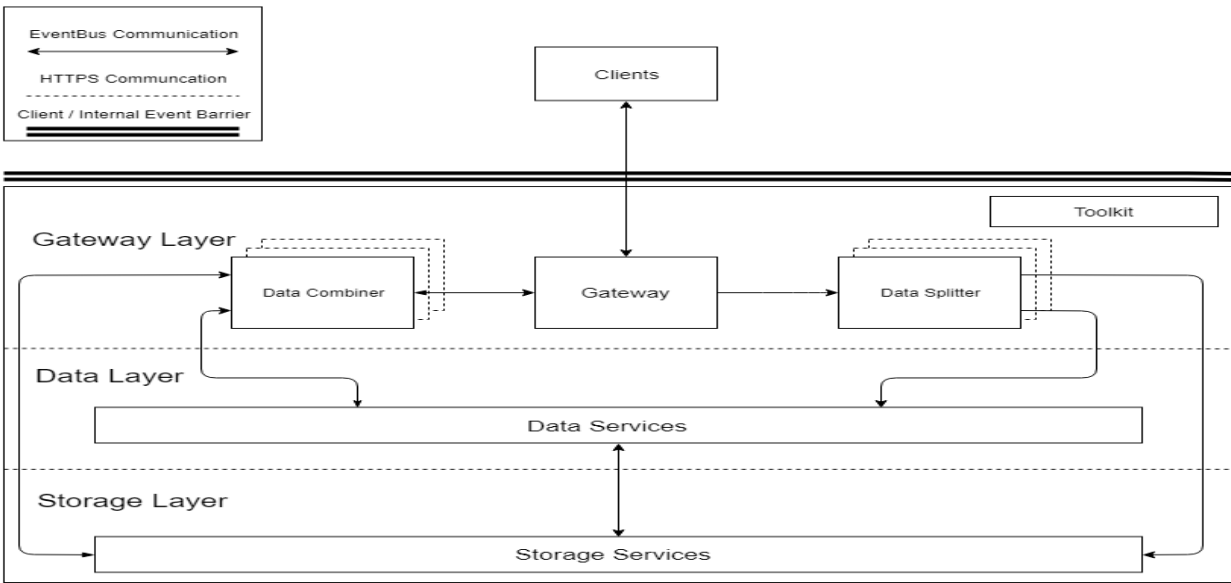 EventBus Communication
HTTPS Communcation
Client / Internal Event Barrier
Clients
Toolkit
Gateway Layer
Data Combiner
Gateway
Data Splitter
Data Layer
Data Services
Storage Layer
Storage Services